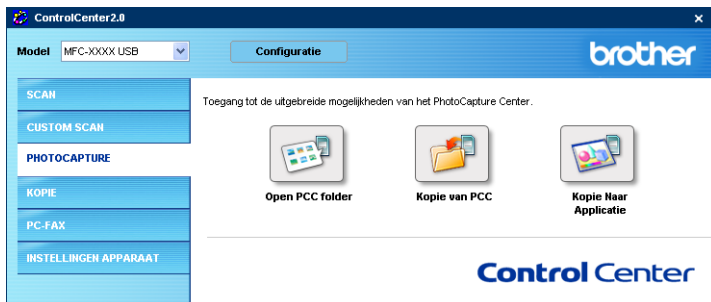 ControlCenter2.0
Model
MFC-XXXX USB
Configuratie
brother
SCAN
CUSTOM SCAN
PHOTOCAPTURE
KOPIE
PC-FAX
INSTELLINGEN APPARAAT
Toegang tot de uitgebreide mogelijkheden van het PhotoCapture Center.
Open PCC folder
Kopie van PCC
Kopie Naar
Applicatie
Control Center